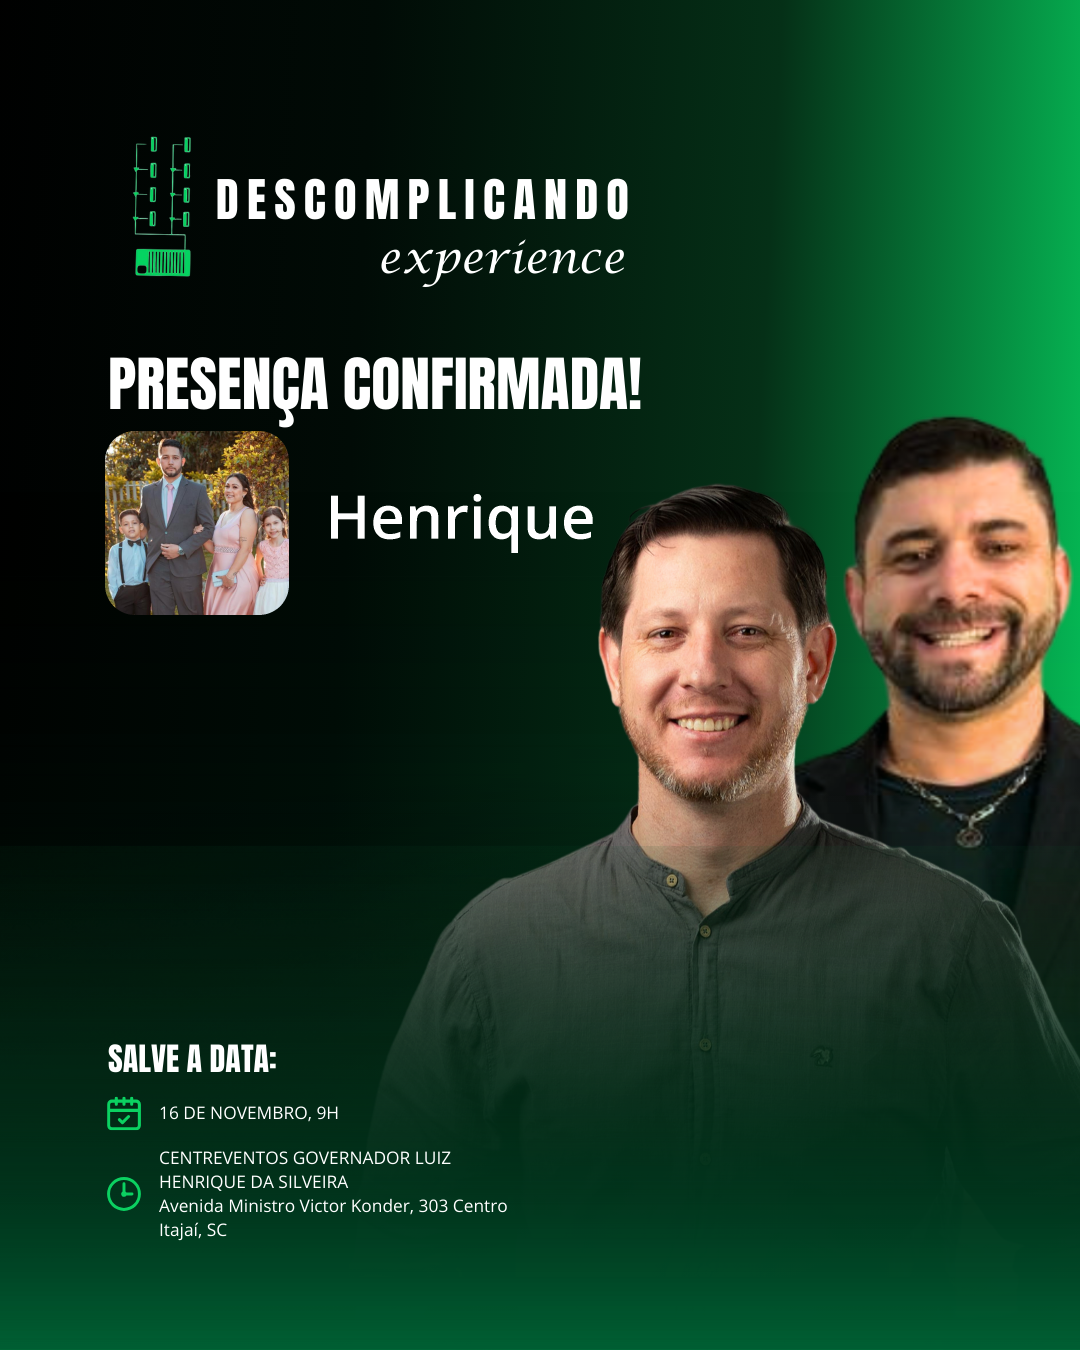 DESCOMPLICANDO
experience
PRESENÇA CONFIRMADA!
Henrique
SALVE A DATA:
16 DE NOVEMBRO, 9H
CENTREVENTOS GOVERNADOR LUIZ
HENRIQUE DA SILVEIRA
Avenida Ministro Victor Konder, 303 Centro
Itajaí, SC